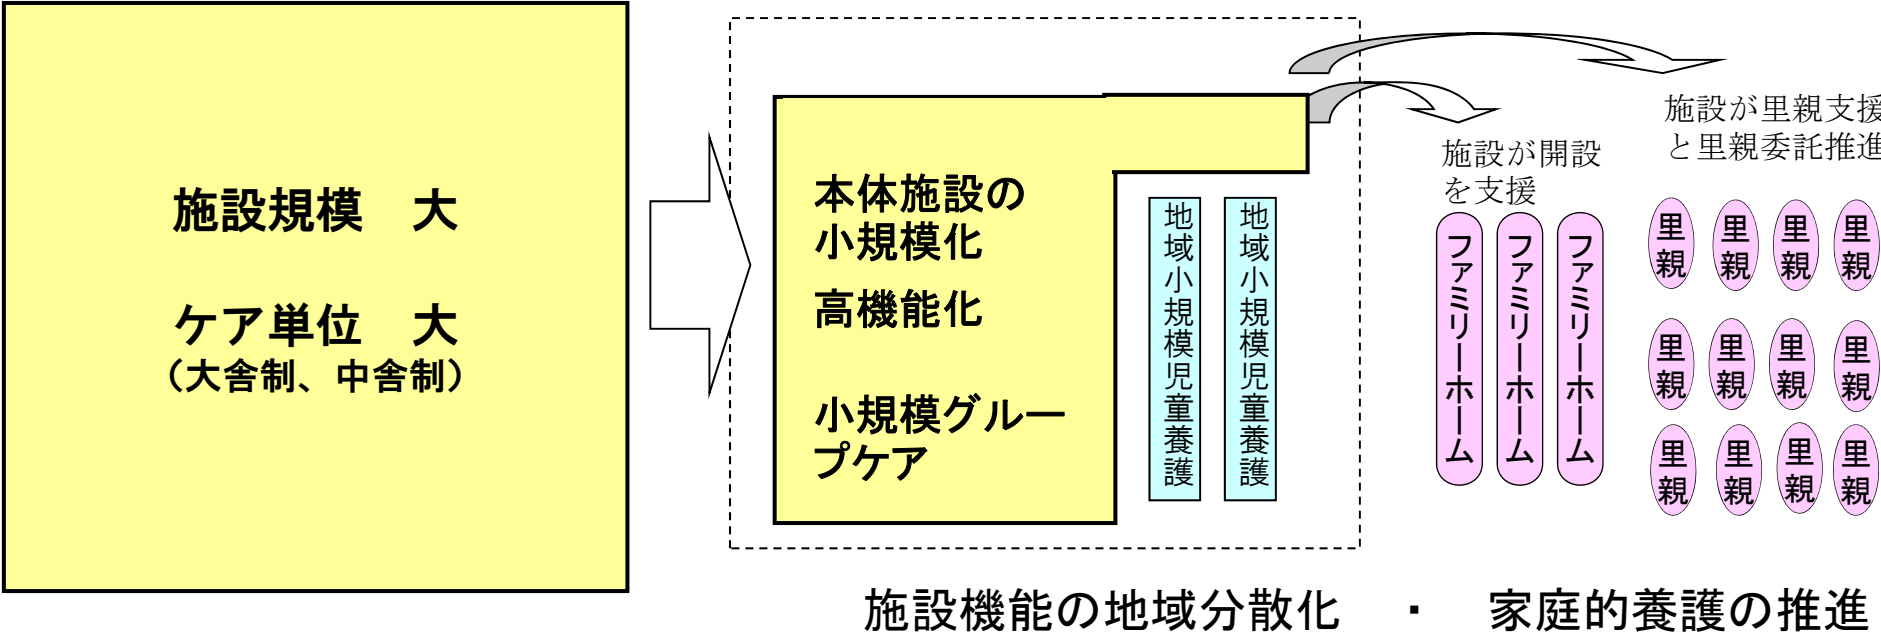 施設規模　大
ケア単位　大
（大舎制、中舎制）
本体施設の
小規模化
高機能化
小規模グルー
プケア
地域小規模児童養護
地域小規模児童養護
施設が開設
を支援
ファミリーホーム
ファミリーホーム
ファミリーホーム
施設が里親支援
と里親委託推進
里親
里親
里親
里親
里親
里親
里親
里親
里親
里親
里親
里親
施設機能の地域分散化　・　家庭的養護の推進